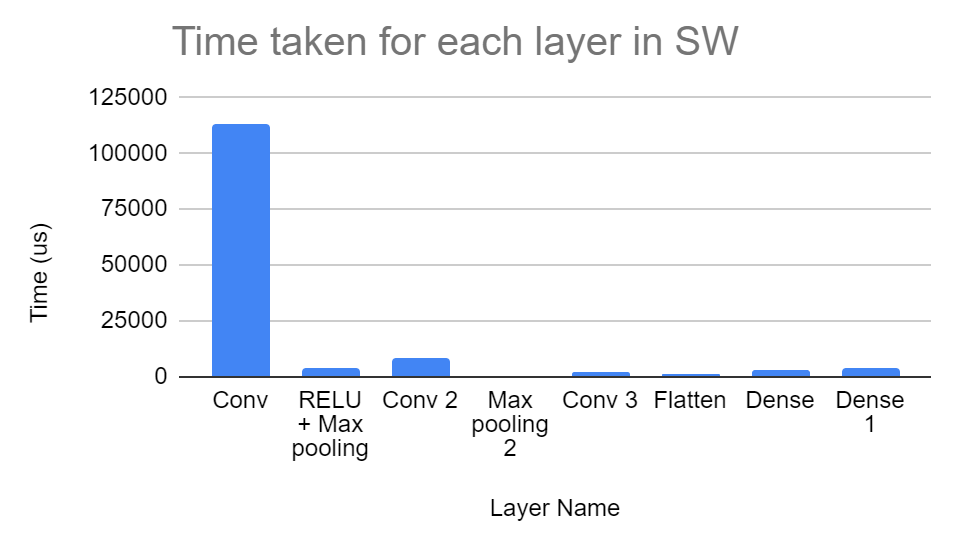 Time taken for each layer in SW
125000
100000
75000
50000
25000
0
Time (us)
Conv
RELU
+ Max
pooling
Conv 2
Max
pooling
2
Conv 3
Flatten
Dense
Dense
1
Layer Name